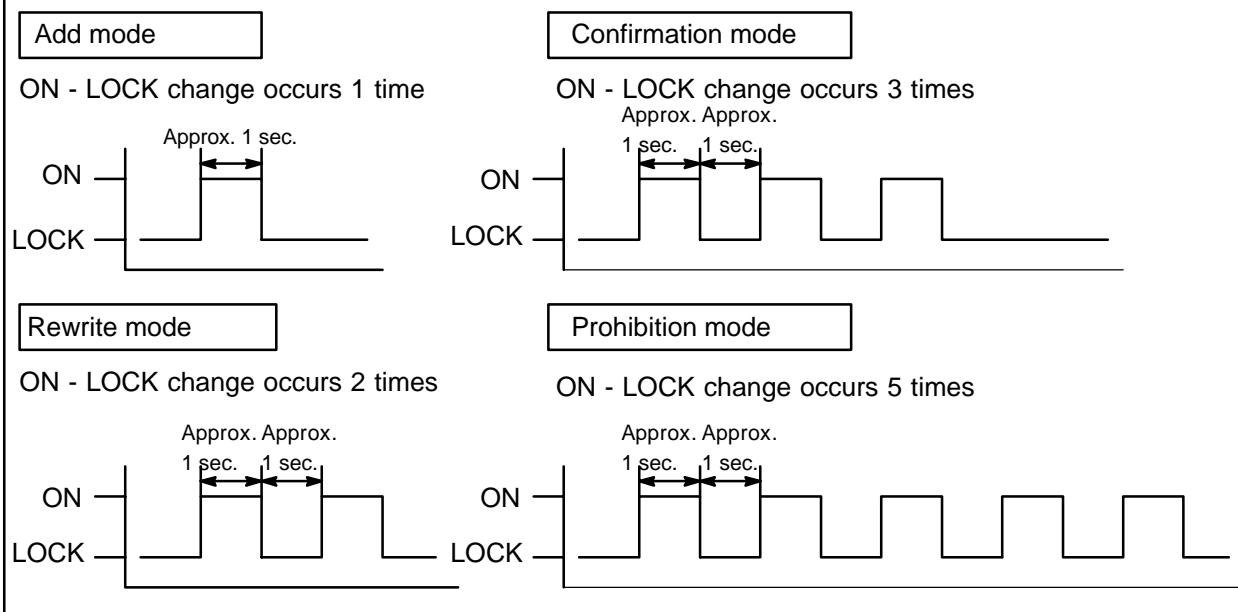 Add mode
ON - LOCK change occurs 1 time
Approx. 1 sec.
ON
LOCK
Confirmation mode
ON - LOCK change occurs 3 times
Approx. Approx.
1 sec. 1 sec.
ON
LOCK
Rewrite mode
ON - LOCK change occurs 2 times
Approx. Approx.
1 sec. 1 sec.
ON
LOCK
Prohibition mode
ON - LOCK change occurs 5 times
Approx. Approx.
1 sec. 1 sec.
ON
LOCK